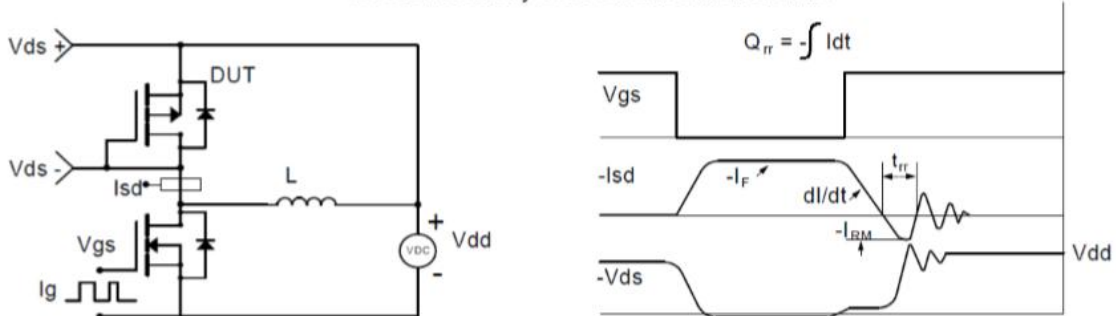 Vds +
DUT
Vds -
Isd
L
Vgs
Ig
+
VDC
-
Vdd
Qrr = -∫ Idt
Vgs
-Isd
-IF
dI/dt
trr
-IRM
Vdd
-Vds